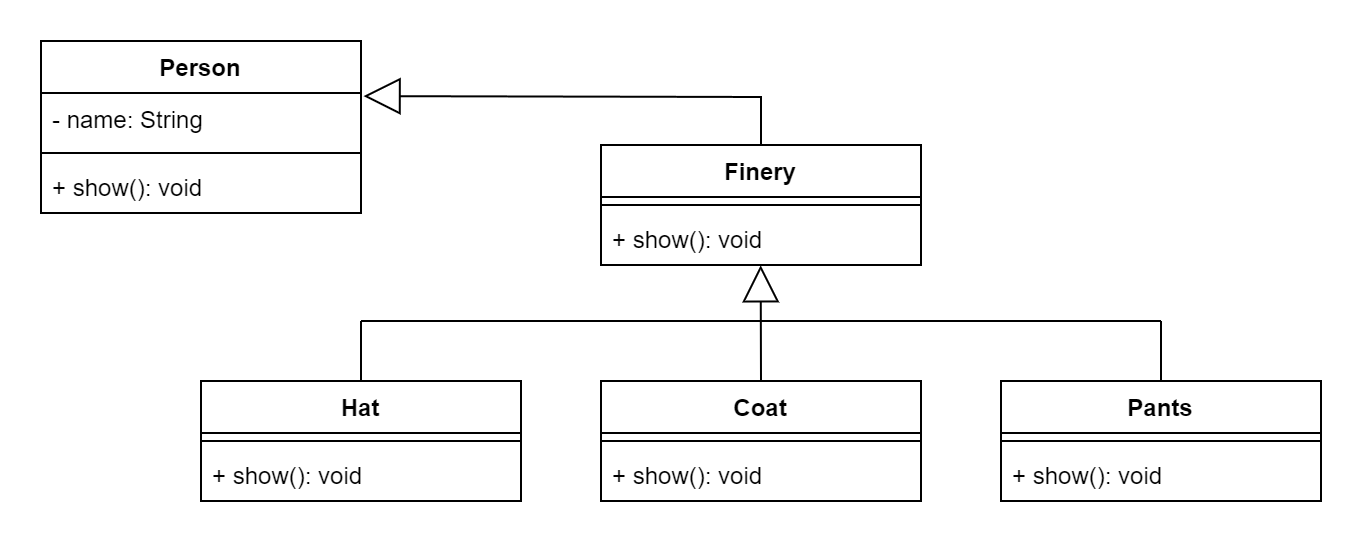 Person
- name: String
+ show(): void
Finery
+ show(): void
Hat
+ show(): void
Coat
+ show(): void
Pants
+ show(): void